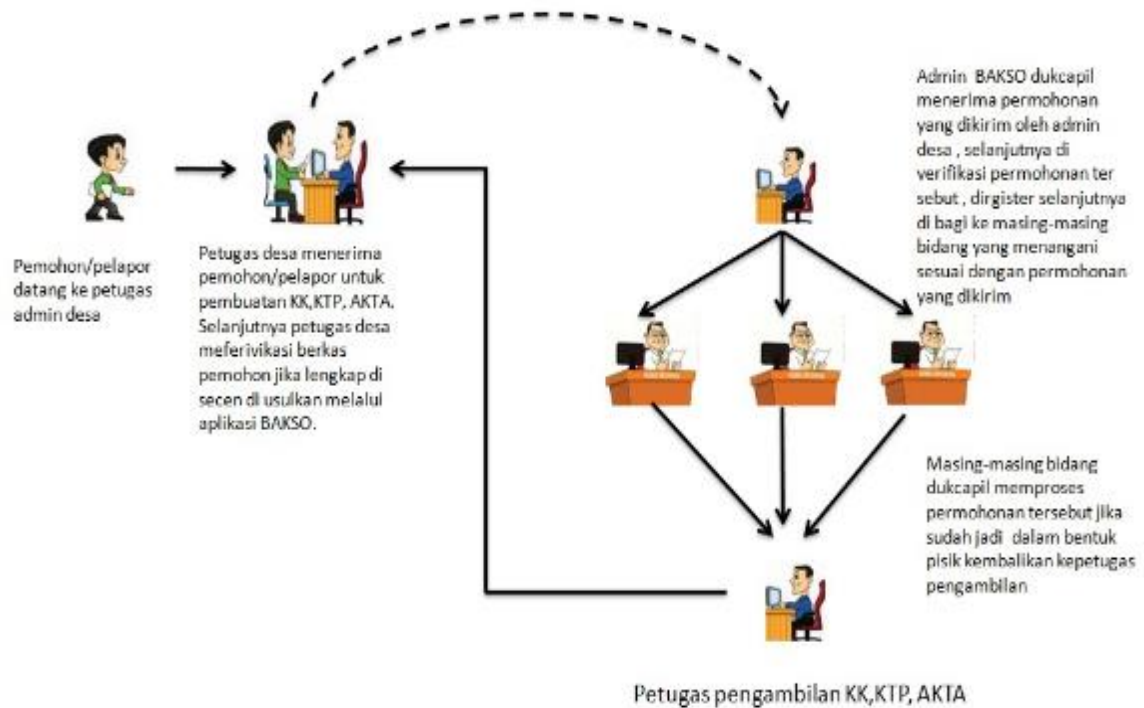 Pemohon/pelapor
datang ke petugas
admin desa
Petugas desa menerima
pemohon/pelapor untuk
pembuatan KK,KTP, AKTA.
Selanjutnya petugas desa
meferivikasi berkas
pemohon jika lengkap di
secen di usulkan melalui
aplikasi BAKSO.
Admin BAKSO dukcapil
menerima permohonan
yang dikirim oleh admin
desa , selanjutnya di
verifikasi permohonan ter
sebut , dirgister selanjutnya
di bagi ke masing-masing
bidang yang menangani
sesuai dengan permohonan
yang dikirim
Masing-masing bidang
dukcapil memproses
permohonan tersebut jika
sudah jadi dalam bentuk
pisik kembalikan kepetugas
pengambilan
Petugas pengambilan KK,KTP, AKTA